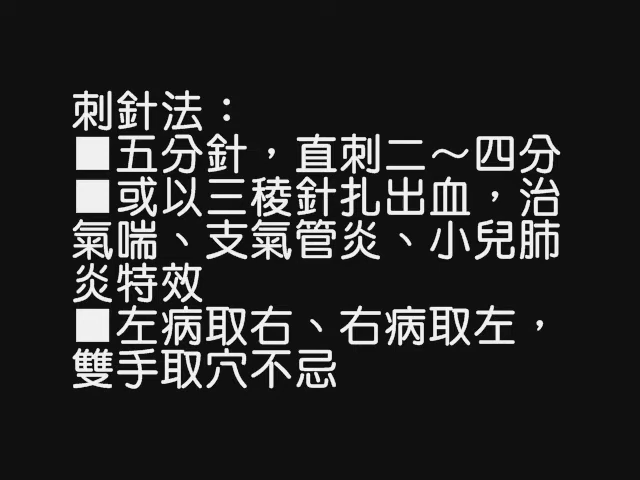 刺針法：
■五分針，直刺二～四分
■或以三稜針扎出血，治
氣喘、支氣管炎、小兒肺
炎特效
■左病取右、右病取左，
雙手取穴不忌